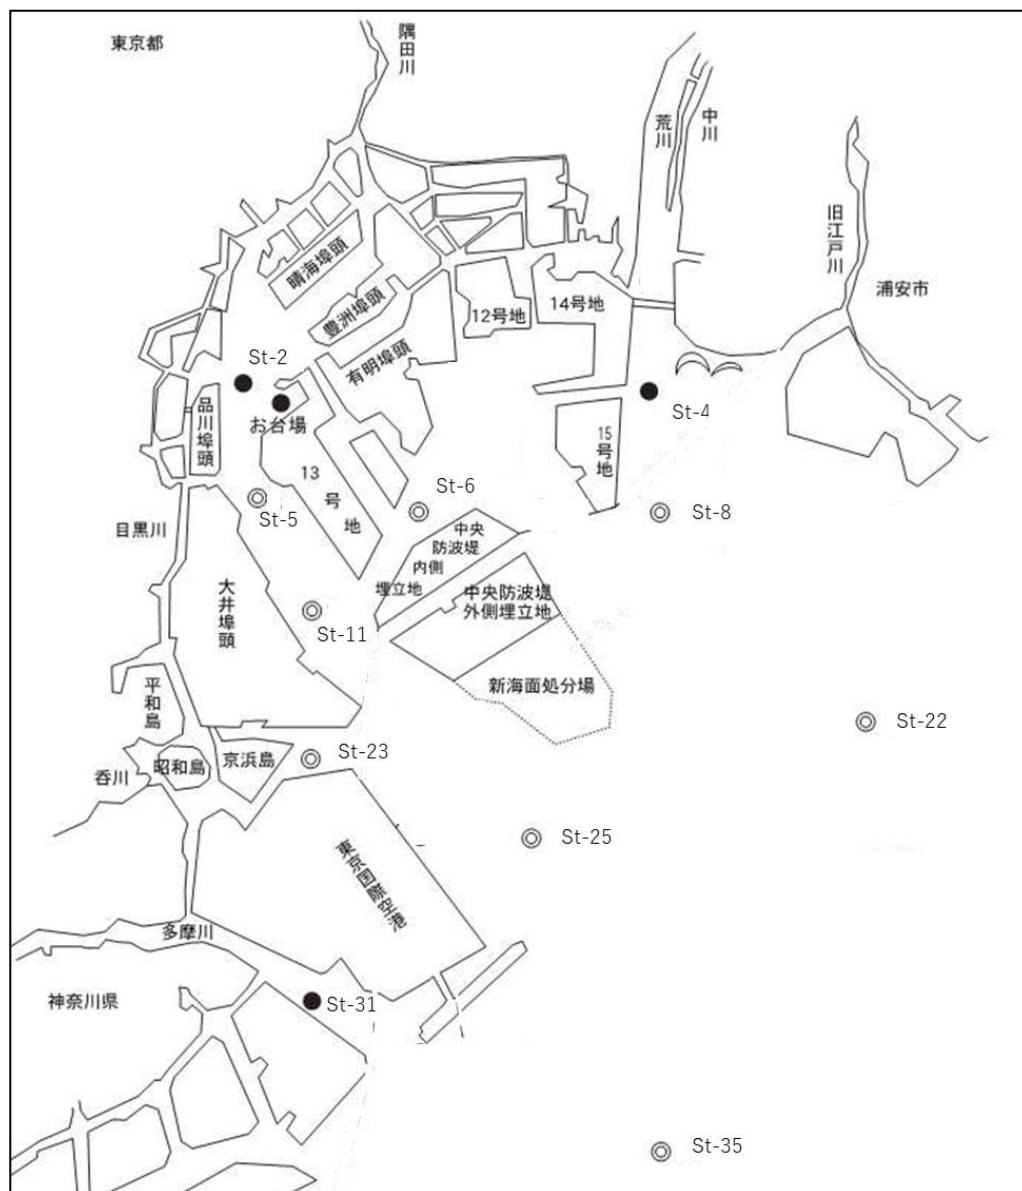 東京都
隅田川
荒川
中川
旧江戸川
浦安市
晴海埠頭
豊洲埠頭
有明埠頭
12号地
14号地
St-2
お台場
品川埠頭
St-4
15号地
13号地
St-5
St-6
St-8
目黒川
中央
防波堤
内側
埋立地
中央防波堤
外側埋立地
大井埠頭
St-11
新海面処分場
平和島
St-22
St-23
京浜島
昭和島
呑川
St-25
東京国際空港
多摩川
神奈川県
St-31
St-35